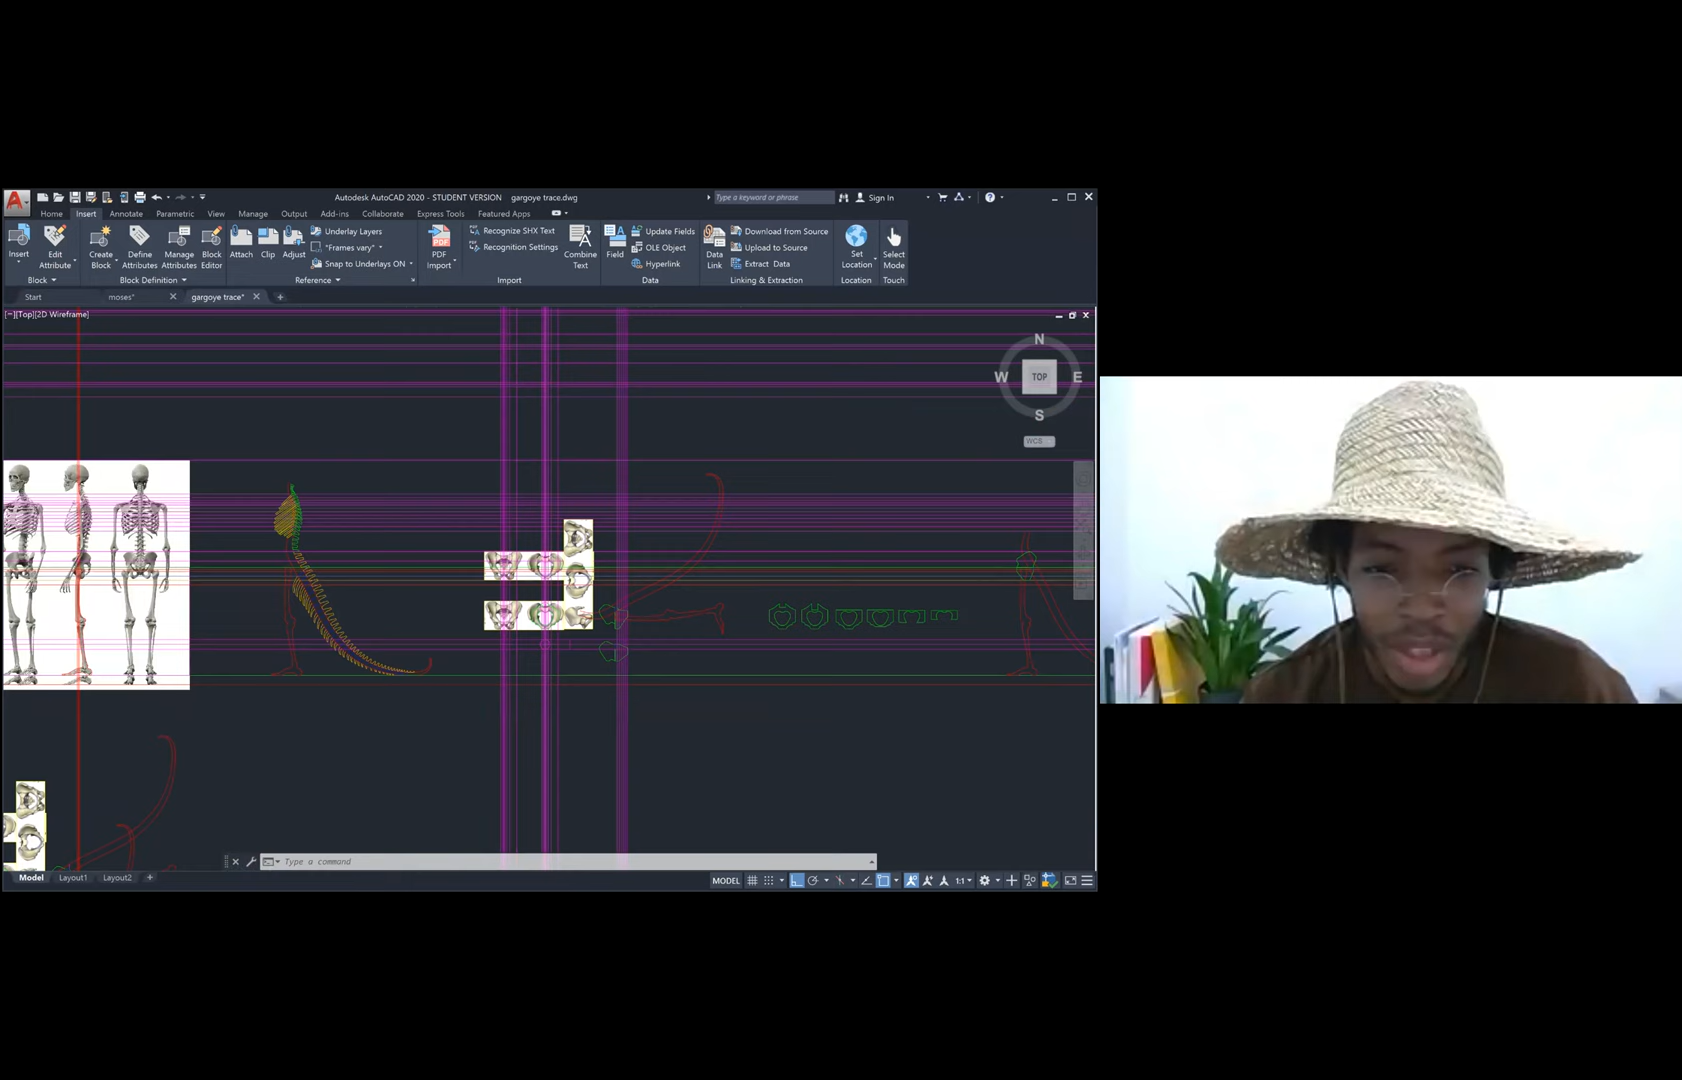 Autodesk AutoCAD 2020 - STUDENT VERSION gargoye trace.dwg
Type a keyword or phrase
Sign In
Home Insert Annotate Parametric View Manage Output Add-ins Collaborate Express Tools Featured Apps
Insert
Edit Attribute
Create Block
Define Attributes
Manage Attributes
Block Editor
Attach
Clip
Adjust
Underlay Layers
*Frames vary*
Snap to Underlays ON
PDF Import
PDF
Recognize SHX Text
Recognition Settings
Combine Text
Field
Update Fields
OLE Object
Hyperlink
Data Link
Download from Source
Upload to Source
Extract Data
Set Location
Select Mode
Block Block Definition Reference Import Data Linking & Extraction Location Touch
Start moses* gargoye trace*
[−][Top][2D Wireframe]
N
W TOP E
S
WCS
Type a command
Model Layout1 Layout2
MODEL 1:1